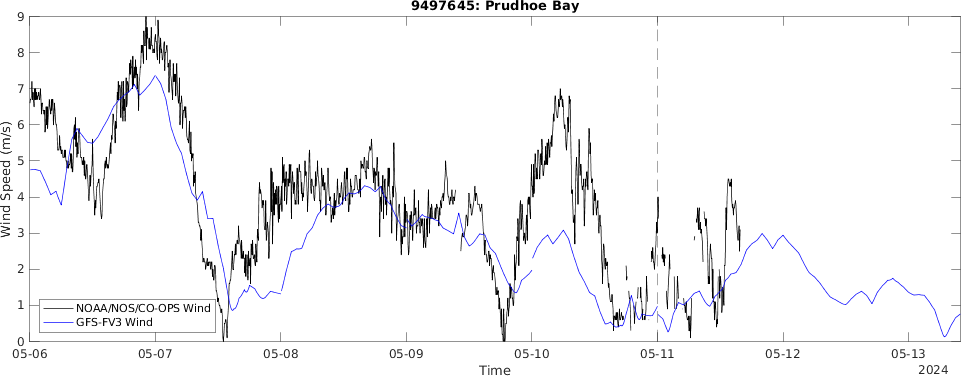 9497645: Prudhoe Bay
Wind Speed (m/s)
9
8
7
6
5
4
3
2
1
0
NOAA/NOS/CO-OPS Wind
GFS-FV3 Wind
05-06 05-07 05-08 05-09 05-10 05-11 05-12 05-13
Time
2024